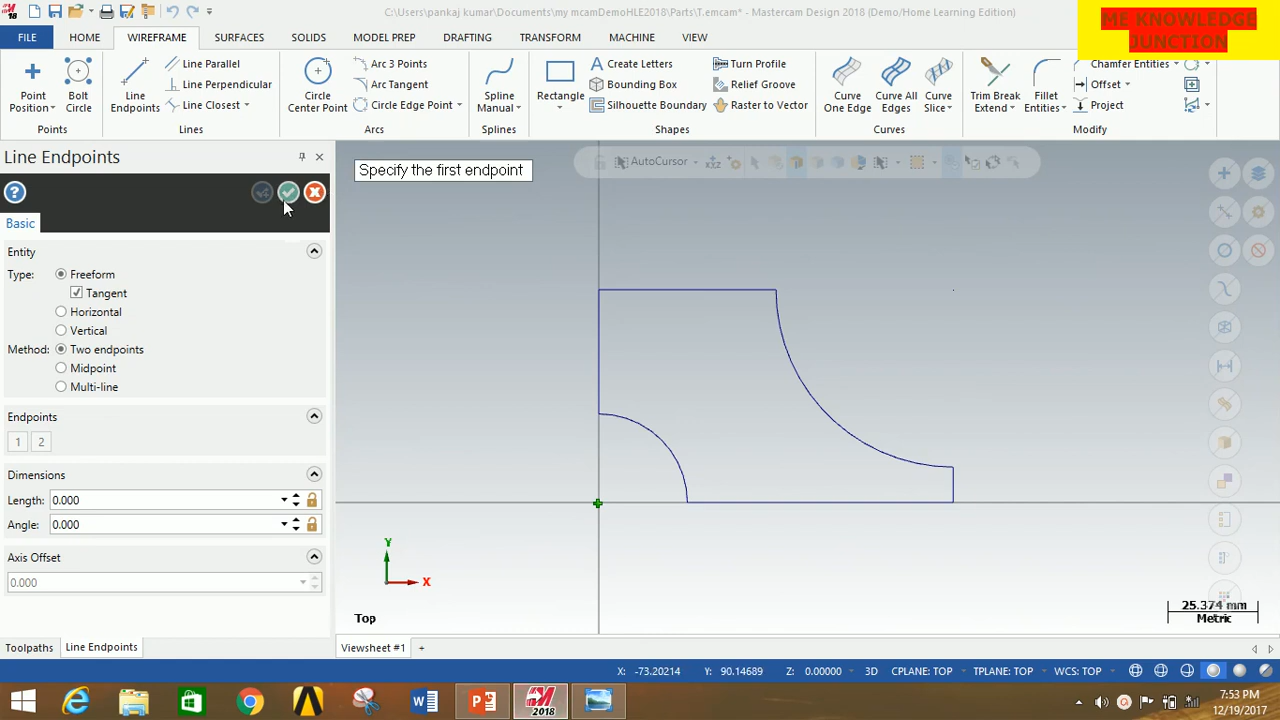 C:\Users\pankaj kumar\Documents\my mcamDemoHLE2018\Parts\T.emcam* - Mastercam Design 2018 (Demo/Home Learning Edition)
ME KNOWLEDGE
JUNCTION
FILE HOME WIREFRAME SURFACES SOLIDS MODEL PREP DRAFTING TRANSFORM MACHINE VIEW
Point
Position
Bolt
Circle
Points
Line
Endpoints
Line Parallel
Line Perpendicular
Line Closest
Lines
Circle
Center Point
Arc 3 Points
Arc Tangent
Circle Edge Point
Arcs
Spline
Manual
Splines
Rectangle
Create Letters
Bounding Box
Silhouette Boundary
Turn Profile
Relief Groove
Raster to Vector
Shapes
Curve
One Edge
Curve All
Edges
Curve
Slice
Curves
Trim Break
Extend
Fillet
Entities
Chamfer Entities
Offset
Project
Modify
Line Endpoints
Basic
Entity
Type: Freeform
Tangent
Horizontal
Vertical
Method: Two endpoints
Midpoint
Multi-line
Endpoints
1 2
Dimensions
Length: 0.000
Angle: 0.000
Axis Offset
0.000
Toolpaths Line Endpoints
Specify the first endpoint
AutoCursor
Y
X
Top
25.374 mm
Metric
Viewsheet #1 +
X: -73.20214 Y: 90.14689 Z: 0.00000 3D CPLANE: TOP TPLANE: TOP WCS: TOP
2018
7:53 PM
12/19/2017